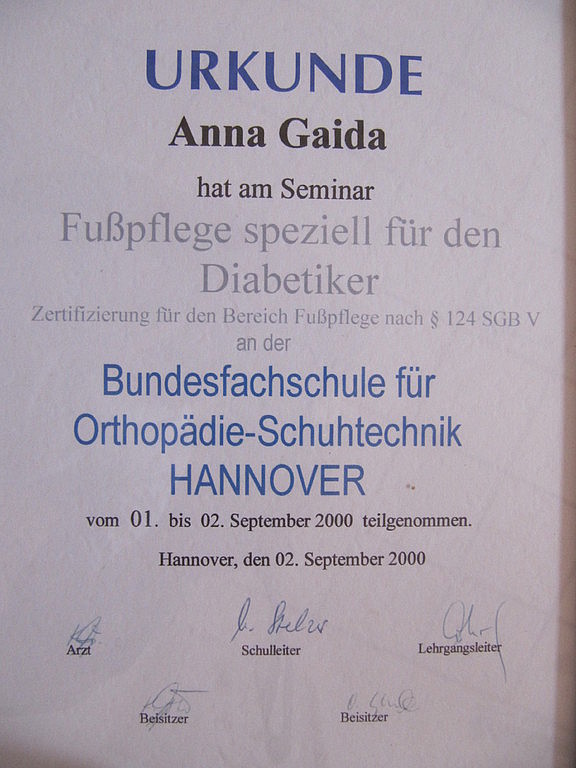 URKUNDE
Anna Gaida
hat am Seminar
Fußpflege speziell für den
Diabetiker
Zertifizierung für den Bereich Fußpflege nach § 124 SGB V
an der
Bundesfachschule für
Orthopädie-Schuhtechnik
HANNOVER
vom 01. bis 02. September 2000 teilgenommen.
Hannover, den 02. September 2000
Arzt Schulleiter Lehrgangsleiter
Beisitzer Beisitzer